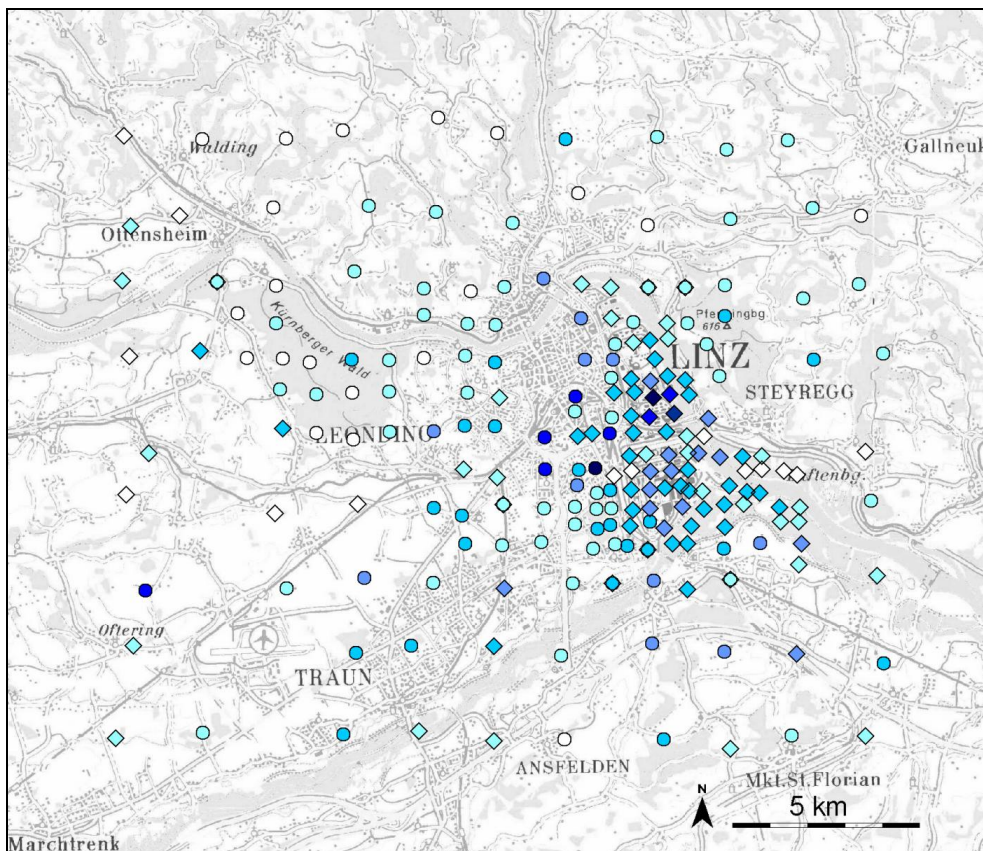 Walding
Gallneuk
Ottensheim
Pfenningbg.
616
Kürnberger Wald
LINZ
STEYREGG
LEONDING
Oftering
TRAUN
ANSFELDEN
Mkt.St.Florian
N
5 km
Marchtrenk